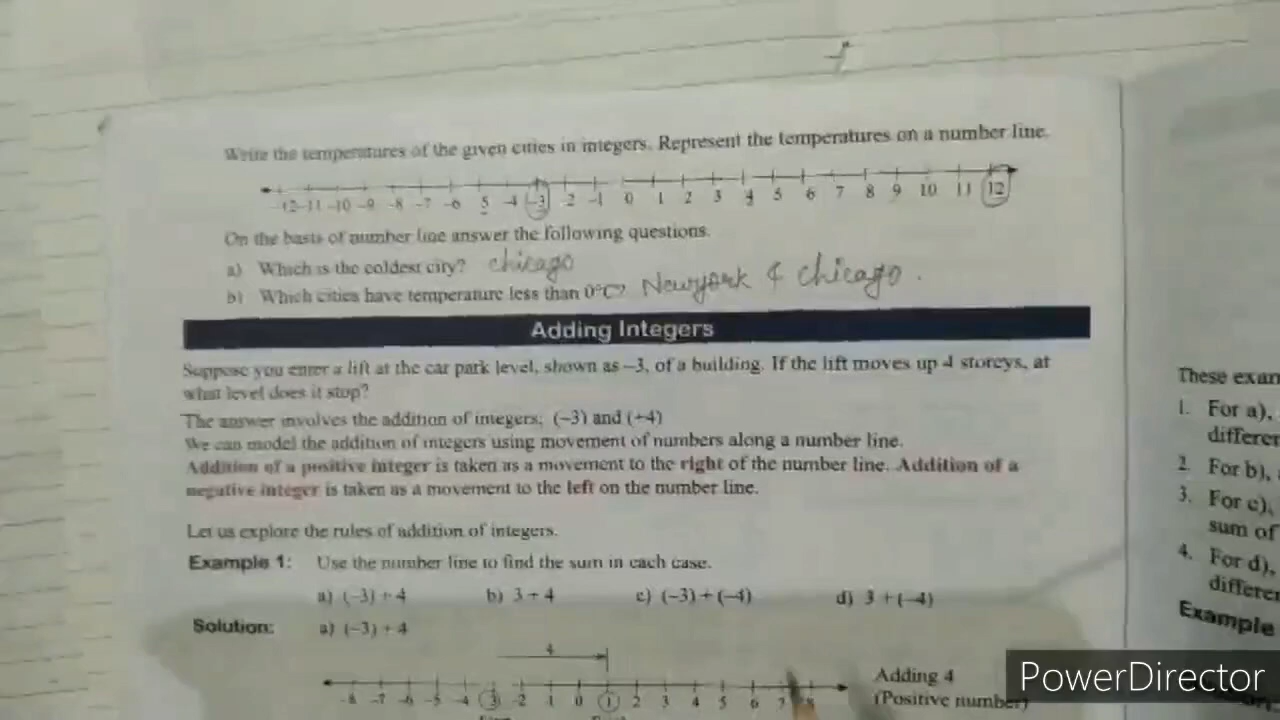 Write the temperatures of the given cities in integers. Represent the temperatures on a number line.
-12 -11 -10 -9 -8 -7 -6 5 -4 -3 -2 -1 0 1 2 3 4 5 6 7 8 9 10 11 12
On the basis of number line answer the following questions.
a) Which is the coldest city? chicago
b) Which cities have temperature less than 0°C? Newyork & chicago.
Adding Integers
Suppose you enter a lift at the car park level, shown as -3, of a building. If the lift moves up 4 storeys, at
what level does it stop?
The answer involves the addition of integers; (-3) and (+4)
We can model the addition of integers using movement of numbers along a number line.
Addition of a positive integer is taken as a movement to the right of the number line. Addition of a
negative integer is taken as a movement to the left on the number line.
Let us explore the rules of addition of integers.
Example 1: Use the number line to find the sum in each case.
a) (-3) + 4 b) 3 + 4 c) (-3) + (-4) d) 3 + (-4)
Solution: a) (-3) + 4
4
-8 -7 -6 -5 -4 3 -2 -1 0 1 2 3 4 5 6 7 8
Adding 4
(Positive number)
These exam
1. For a),
differen
2 For b),
3. For c),
sum of
4. For d),
differen
Example
PowerDirector